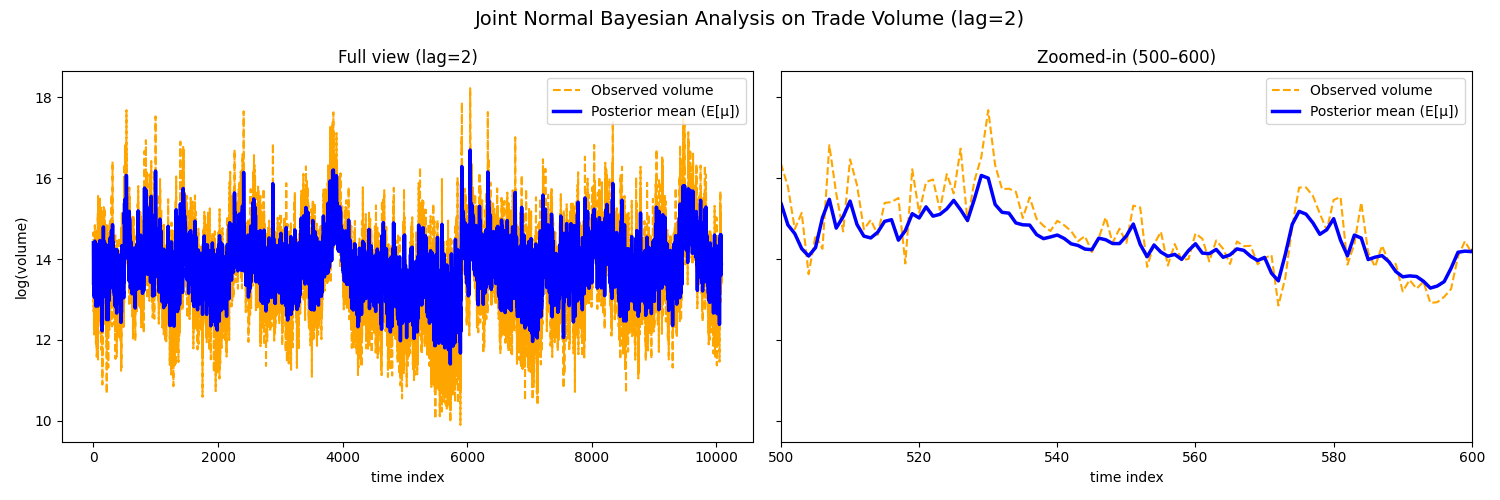 Joint Normal Bayesian Analysis on Trade Volume (lag=2)
Full view (lag=2)
Observed volume
Posterior mean (E[μ])
log(volume)
18
16
14
12
10
0 2000 4000 6000 8000 10000
time index
Zoomed-in (500–600)
Observed volume
Posterior mean (E[μ])
500 520 540 560 580 600
time index